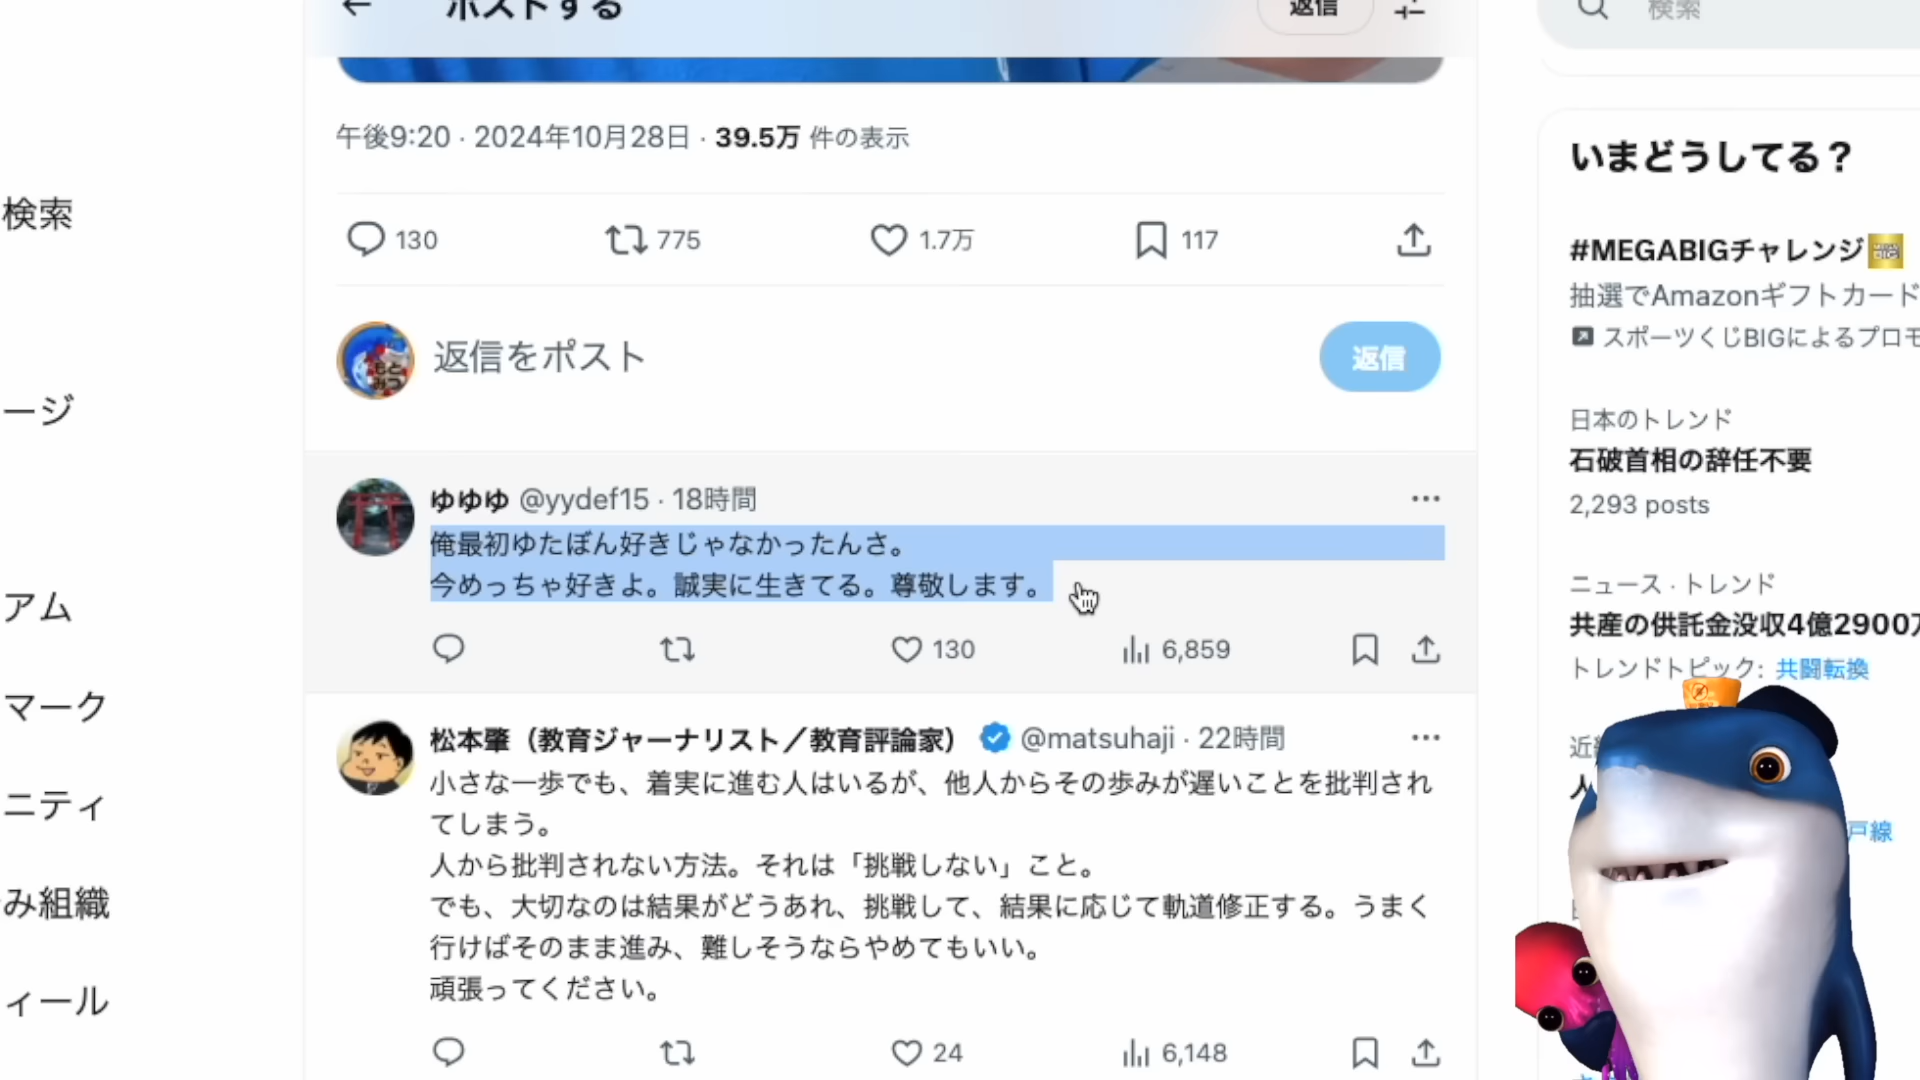 ポストする
返信
検索
午後9:20 · 2024年10月28日 · 39.5万 件の表示
130
775
1.7万
117
もとみつ
返信をポスト
返信
ゆゆゆ @yydef15 · 18時間
俺最初ゆたぼん好きじゃなかったんさ。
今めっちゃ好きよ。誠実に生きてる。尊敬します。
130
6,859
松本肇（教育ジャーナリスト／教育評論家） @matsuhaji · 22時間
小さな一歩でも、着実に進む人はいるが、他人からその歩みが遅いことを批判され
てしまう。
人から批判されない方法。それは「挑戦しない」こと。
でも、大切なのは結果がどうあれ、挑戦して、結果に応じて軌道修正する。うまく
行けばそのまま進み、難しそうならやめてもいい。
頑張ってください。
24
6,148
検索
ージ
アム
マーク
ニティ
み組織
ィール
いまどうしてる？
#MEGABIGチャレンジ
抽選でAmazonギフトカード
スポーツくじBIGによるプロモ
日本のトレンド
石破首相の辞任不要
2,293 posts
ニュース · トレンド
共産の供託金没収4億2900万
トレンドトピック: 共闘転換
近
人
戸線